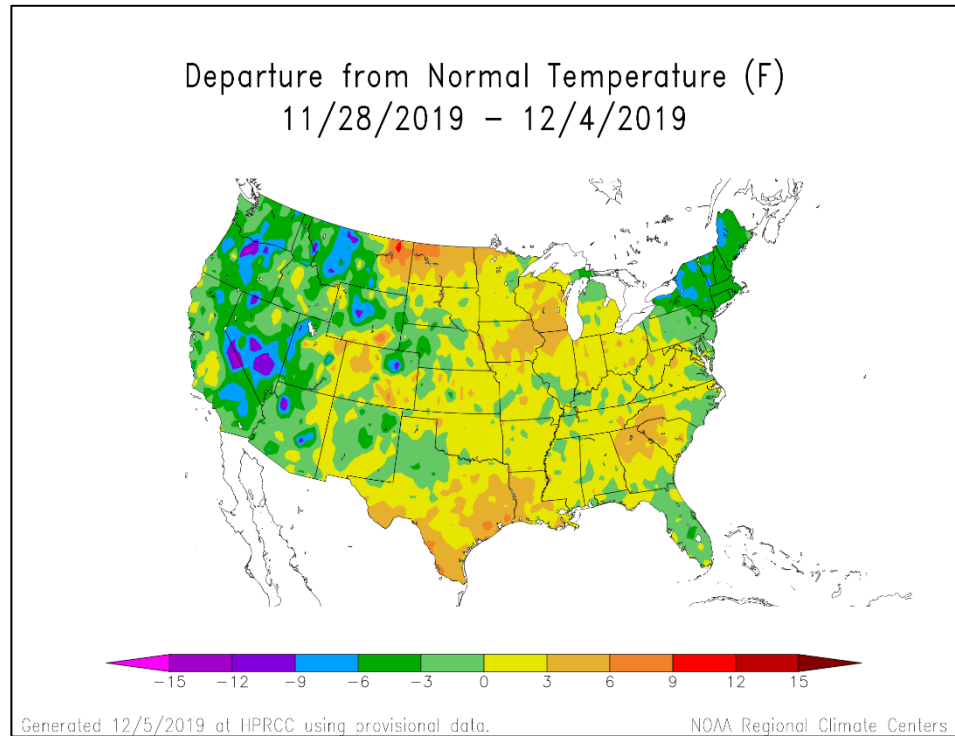 Departure from Normal Temperature (F)
11/28/2019 – 12/4/2019
−15 −12 −9 −6 −3 0 3 6 9 12 15
Generated 12/5/2019 at HPRCC using provisional data. NOAA Regional Climate Centers